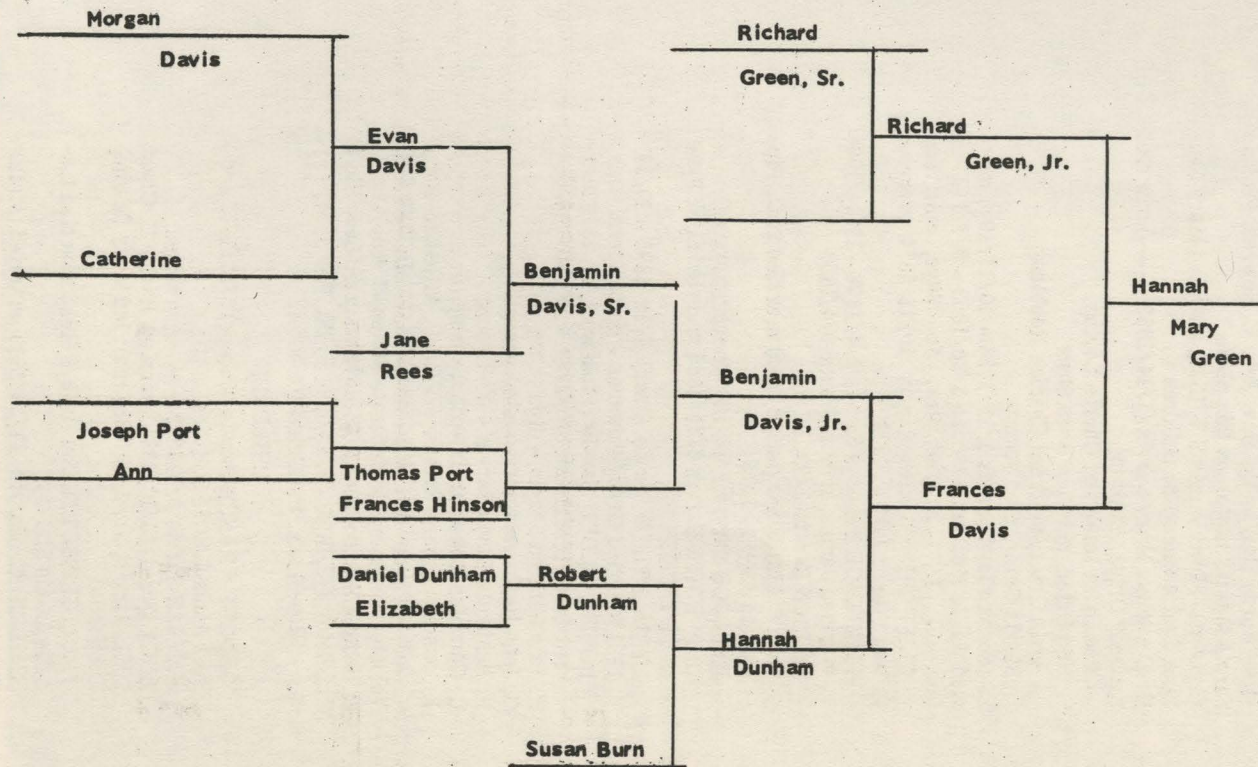 Morgan
Davis
Evan
Davis
Catherine
Jane
Rees
Joseph Port
Ann
Thomas Port
Frances Hinson
Daniel Dunham
Elizabeth
Benjamin
Davis, Sr.
Robert
Dunham
Susan Burn
Benjamin
Davis, Jr.
Hannah
Dunham
Richard
Green, Sr.
Richard
Green, Jr.
Frances
Davis
Hannah
Mary
Green